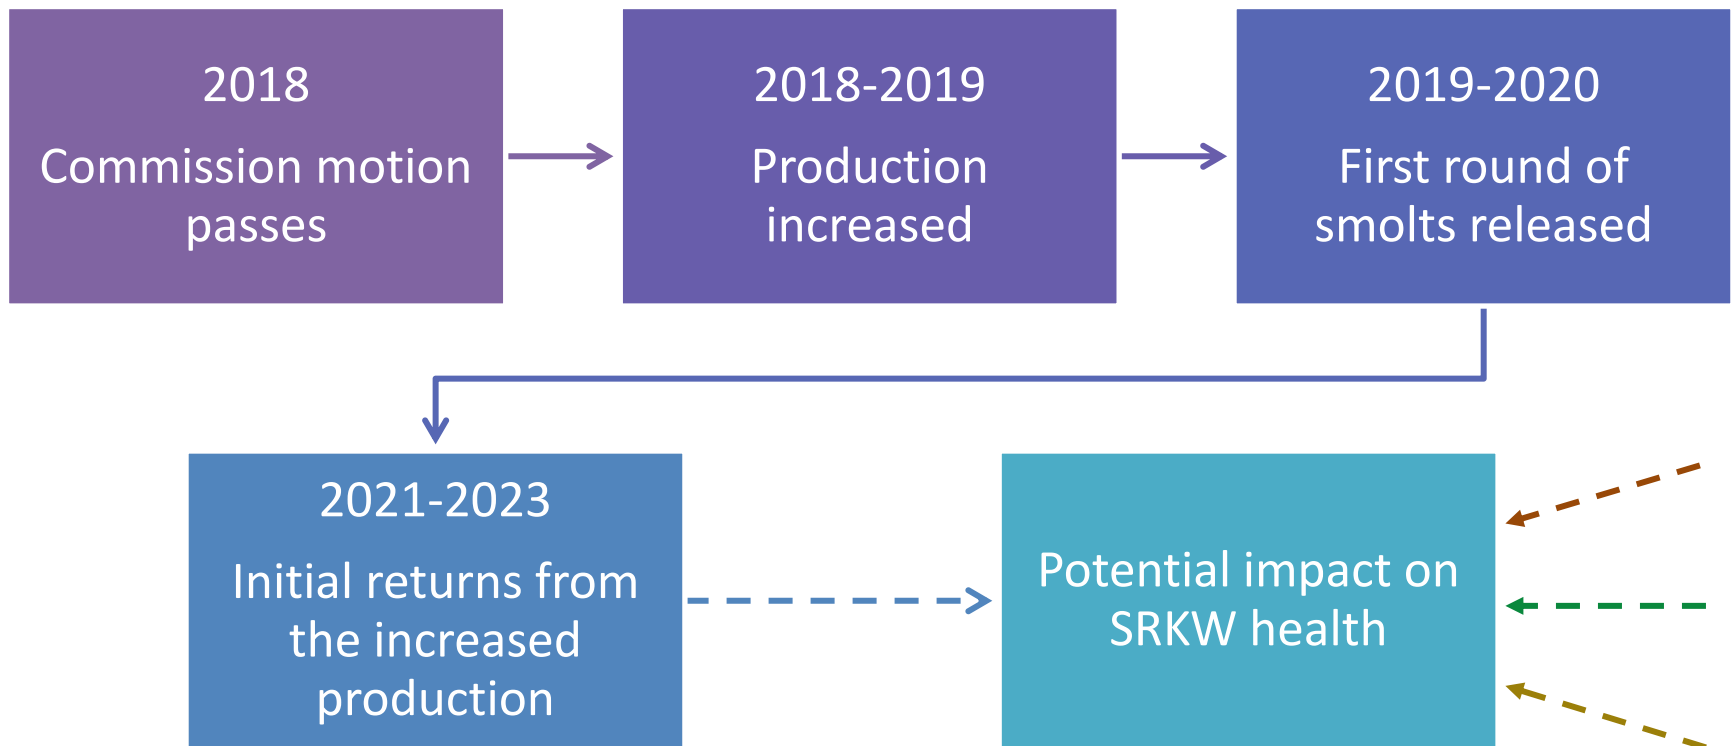 2018
Commission motion
passes
2018-2019
Production
increased
2019-2020
First round of
smolts released
2021-2023
Initial returns from
the increased
production
Potential impact on
SRKW health